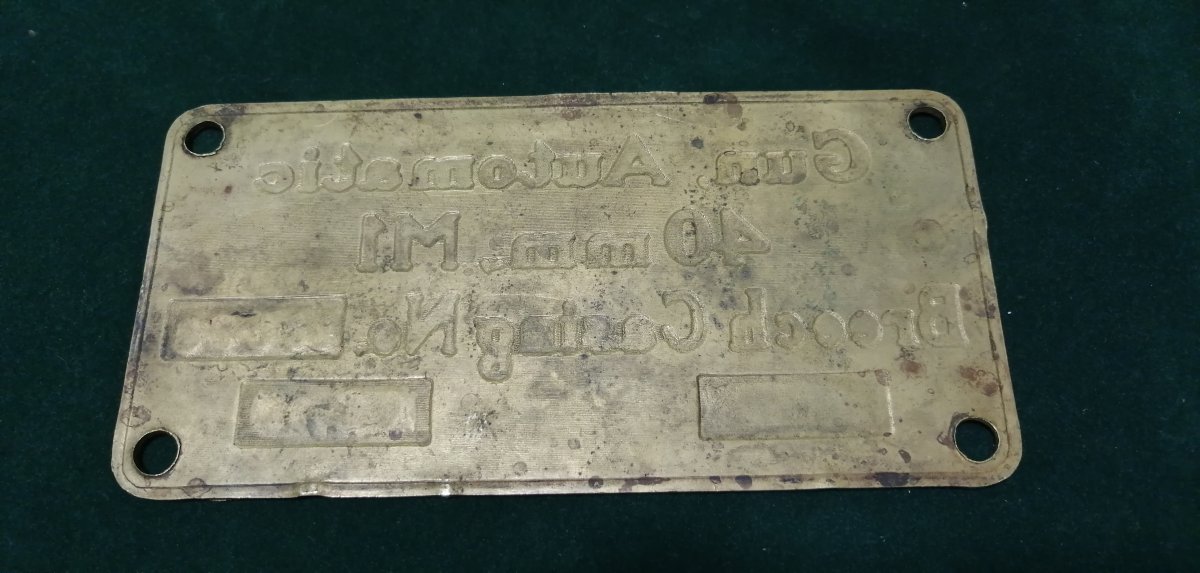 Gun, Automatic
40 mm. M1
Breech Casing No.